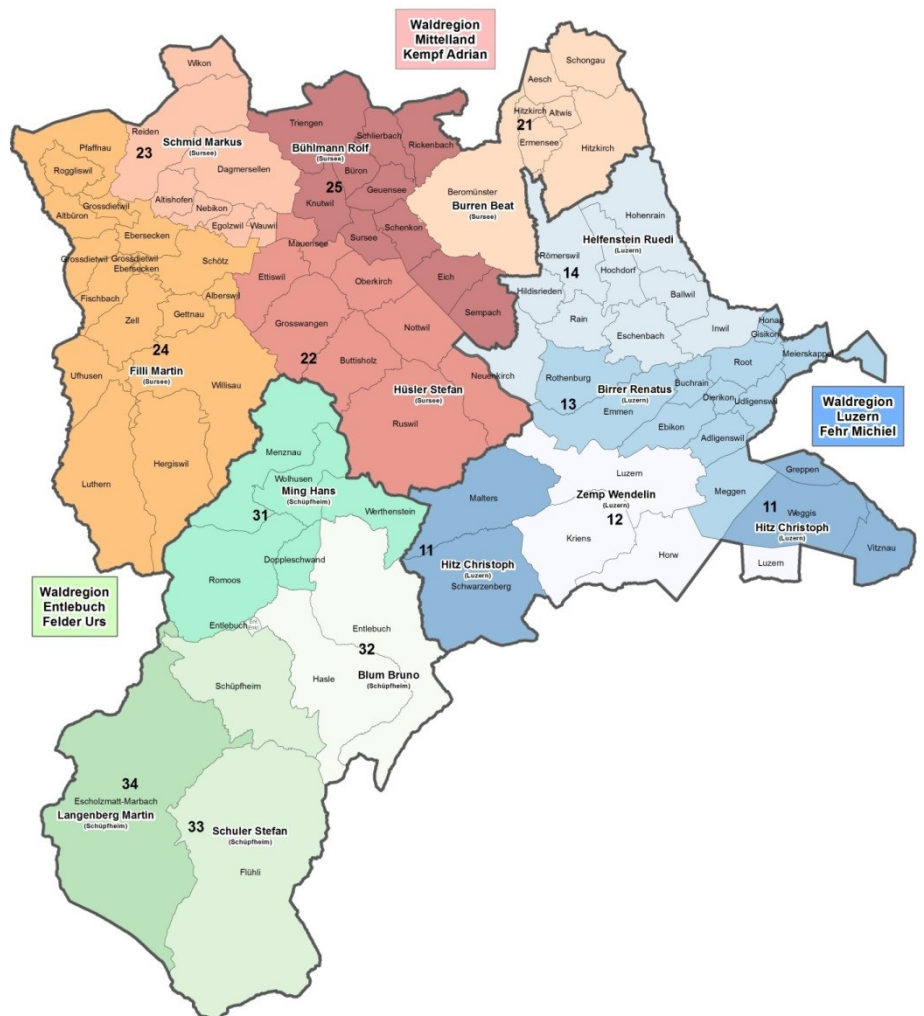 Waldregion
Mittelland
Kempf Adrian
Wikon
Schongau
Aesch
Hitzkirch
Altwis
21
Ermensee
Hitzkirch
Reiden
23
Schmid Markus
(Sursee)
Dagmersellen
Altishofen
Nebikon
Egolzwil
Wauwil
Triengen
Schlierbach
Rickenbach
Bühlmann Rolf
(Sursee)
Büron
25
Geuensee
Knutwil
Sursee
Schenkon
Eich
Sempach
Beromünster
Burren Beat
(Sursee)
Pfaffnau
Roggliswil
Grossdietwil
Altbüron
Ebersecken
Grossdietwil
Grossdietwil
Ebersecken
Schötz
Fischbach
Alberswil
Gettnau
Zell
24
Filli Martin
(Sursee)
Ufhusen
Willisau
Hergiswil
Luthern
Mauensee
Ettiswil
Oberkirch
Grosswangen
Nottwil
22
Buttisholz
Hüsler Stefan
(Sursee)
Ruswil
Neuenkirch
Hohenrain
Helfenstein Ruedi
(Luzern)
Römerswil
14
Hochdorf
Hildisrieden
Ballwil
Rain
Eschenbach
Inwil
Honau
Gisikon
Meierskappel
Root
Rothenburg
Birrer Renatus
(Luzern)
Buchrain
Dierikon
Udligenswil
13
Emmen
Ebikon
Adligenswil
Meggen
Waldregion
Luzern
Fehr Michiel
Luzern
Zemp Wendelin
(Luzern)
12
Kriens
Horw
Greppen
11
Weggis
Hitz Christoph
(Luzern)
Vitznau
Luzern
Malters
11
Hitz Christoph
(Luzern)
Schwarzenberg
Menznau
Wolhusen
Ming Hans
(Schüpfheim)
Werthenstein
31
Doppleschwand
Romoos
Waldregion
Entlebuch
Felder Urs
Entlebuch
Entlebuch
32
Hasle
Blum Bruno
(Schüpfheim)
Schüpfheim
34
Escholzmatt-Marbach
Langenberg Martin
(Schüpfheim)
33
Schuler Stefan
(Schüpfheim)
Flühli